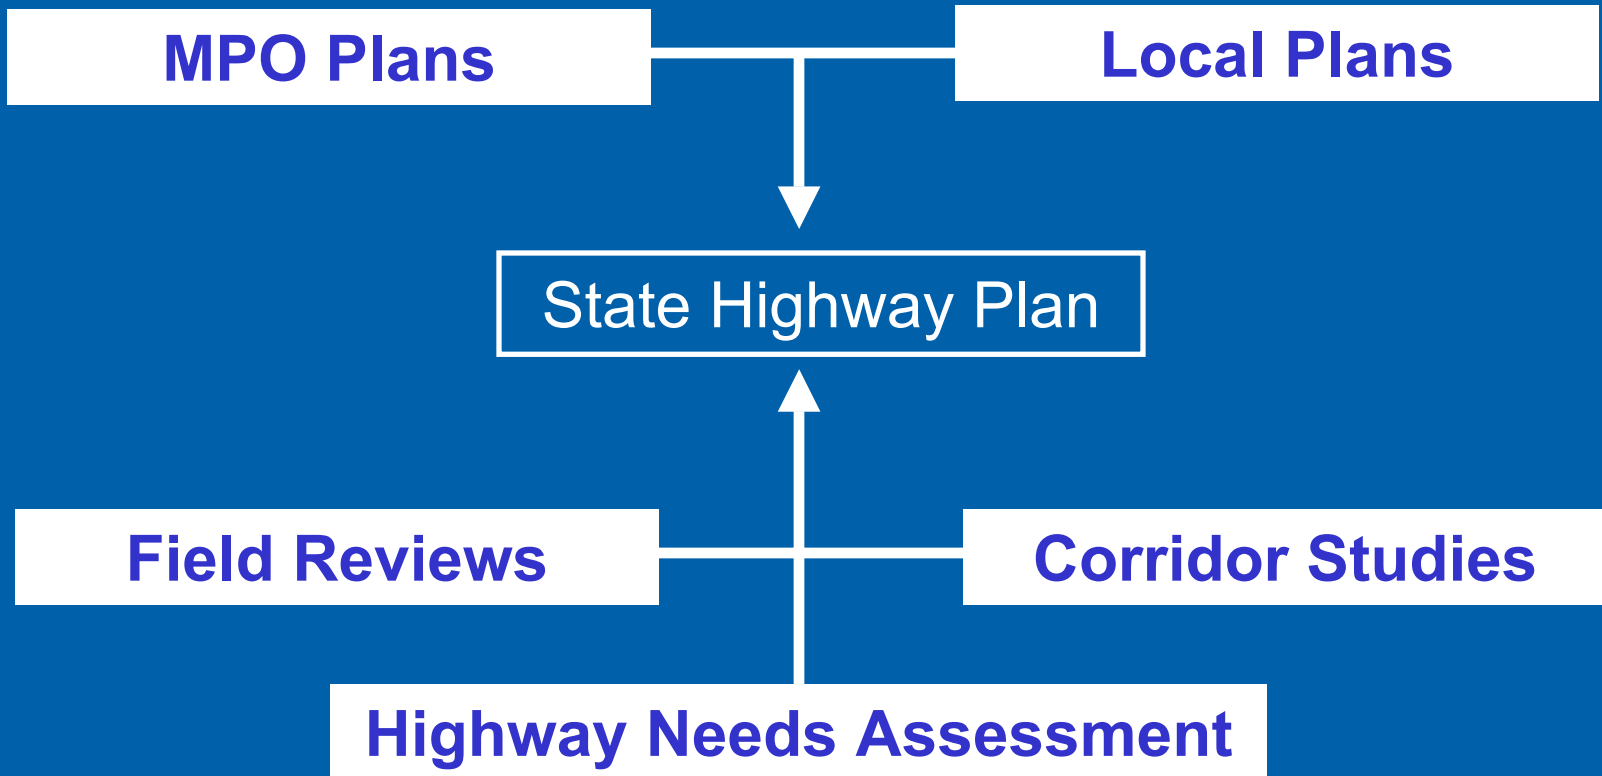 MPO Plans
Local Plans
State Highway Plan
Field Reviews
Corridor Studies
Highway Needs Assessment